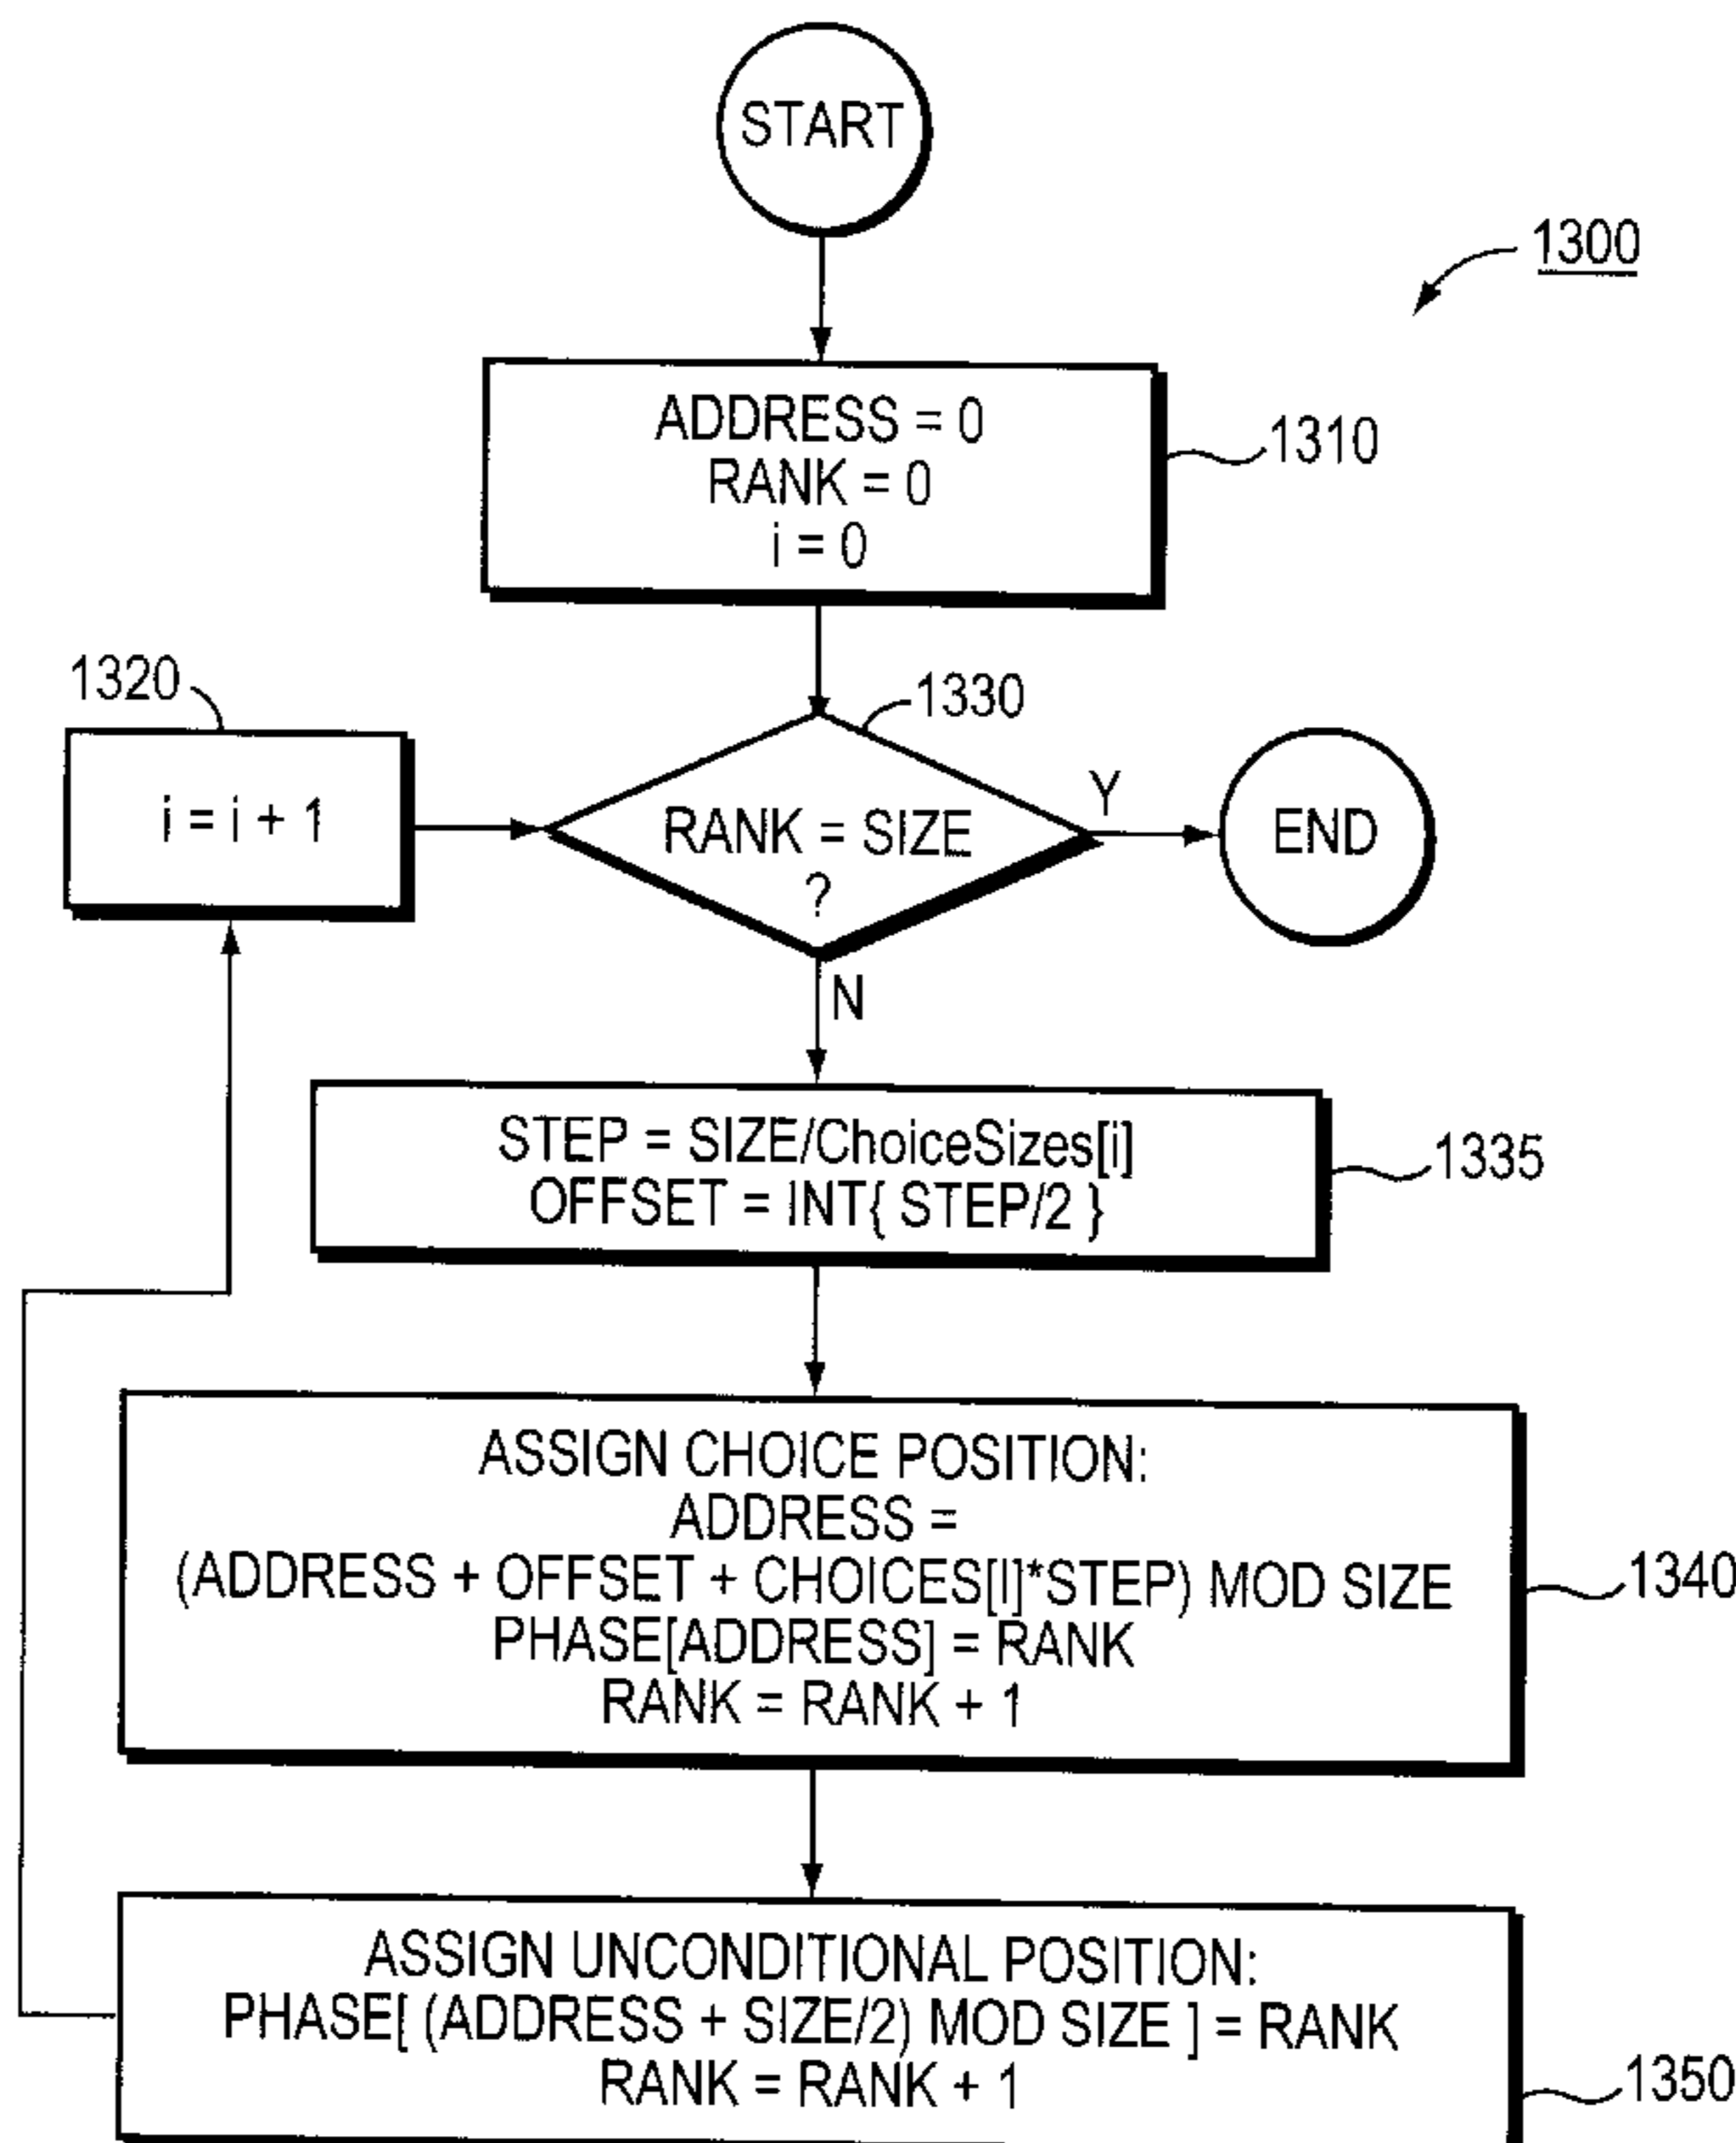 START
1300
ADDRESS = 0
RANK = 0
i = 0
1310
1320
i = i + 1
1330
RANK = SIZE
?
Y
END
N
STEP = SIZE/ChoiceSizes[i]
OFFSET = INT{ STEP/2 }
1335
ASSIGN CHOICE POSITION:
ADDRESS =
(ADDRESS + OFFSET + CHOICES[I]*STEP) MOD SIZE
PHASE[ADDRESS] = RANK
RANK = RANK + 1
1340
ASSIGN UNCONDITIONAL POSITION:
PHASE[ (ADDRESS + SIZE/2) MOD SIZE ] = RANK
RANK = RANK + 1
1350